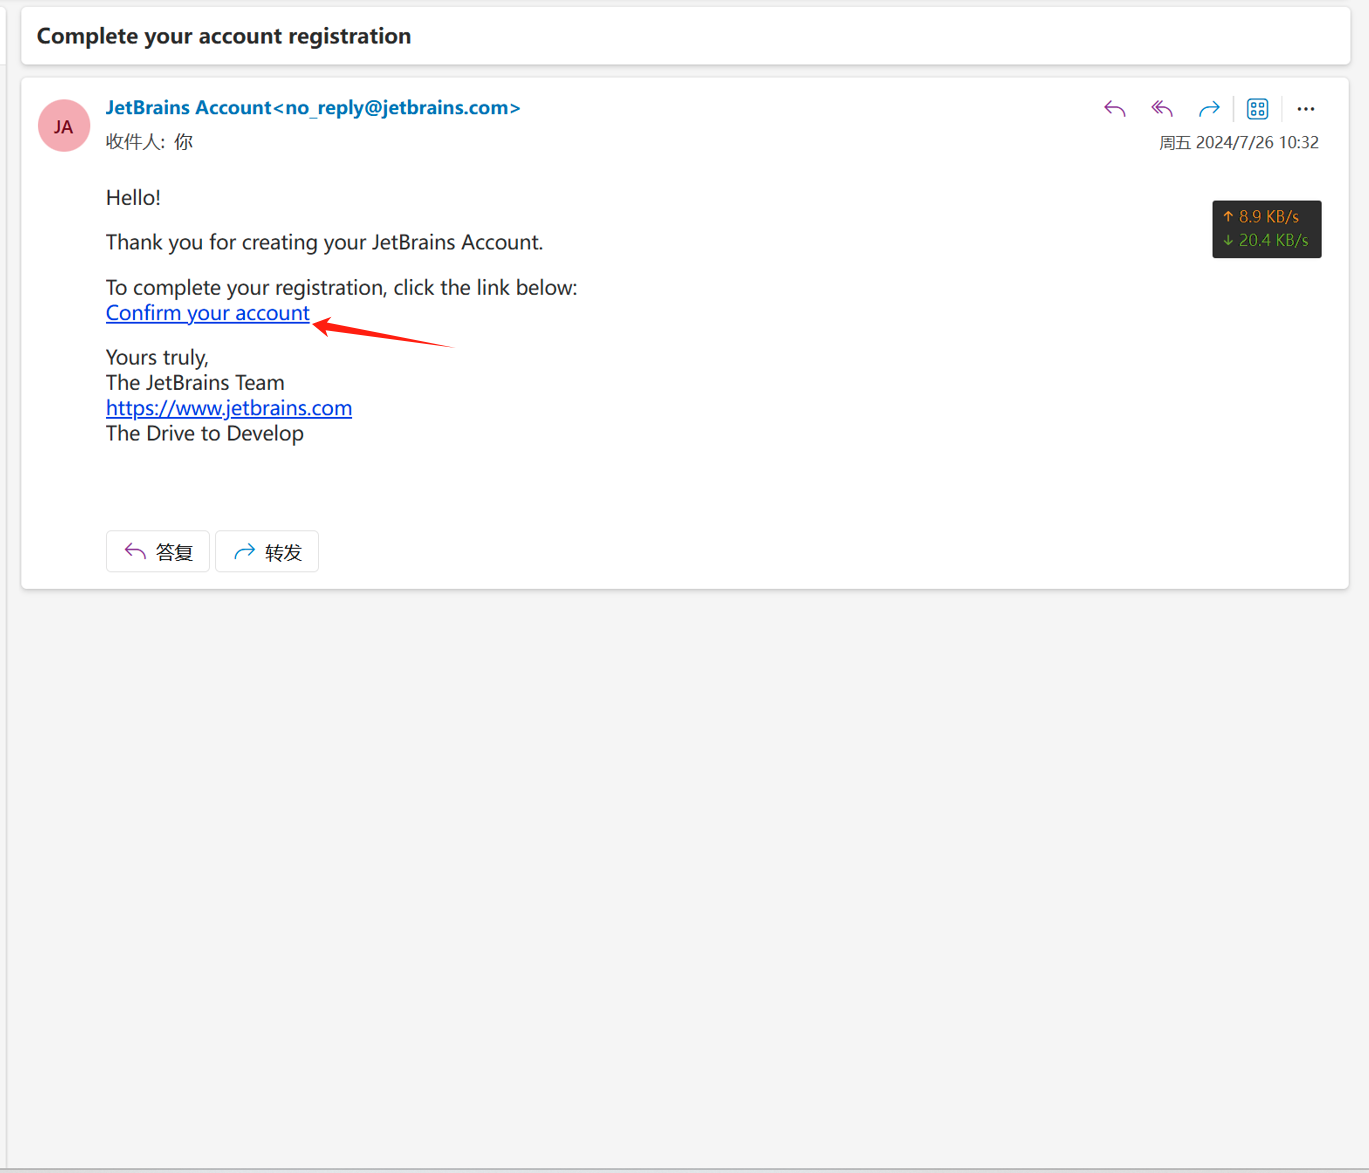 Complete your account registration
JA
JetBrains Account<no_reply@jetbrains.com>
收件人: 你
周五 2024/7/26 10:32
Hello!
↑ 8.9 KB/s
↓ 20.4 KB/s
Thank you for creating your JetBrains Account.
To complete your registration, click the link below:
Confirm your account
Yours truly,
The JetBrains Team
https://www.jetbrains.com
The Drive to Develop
答复
转发